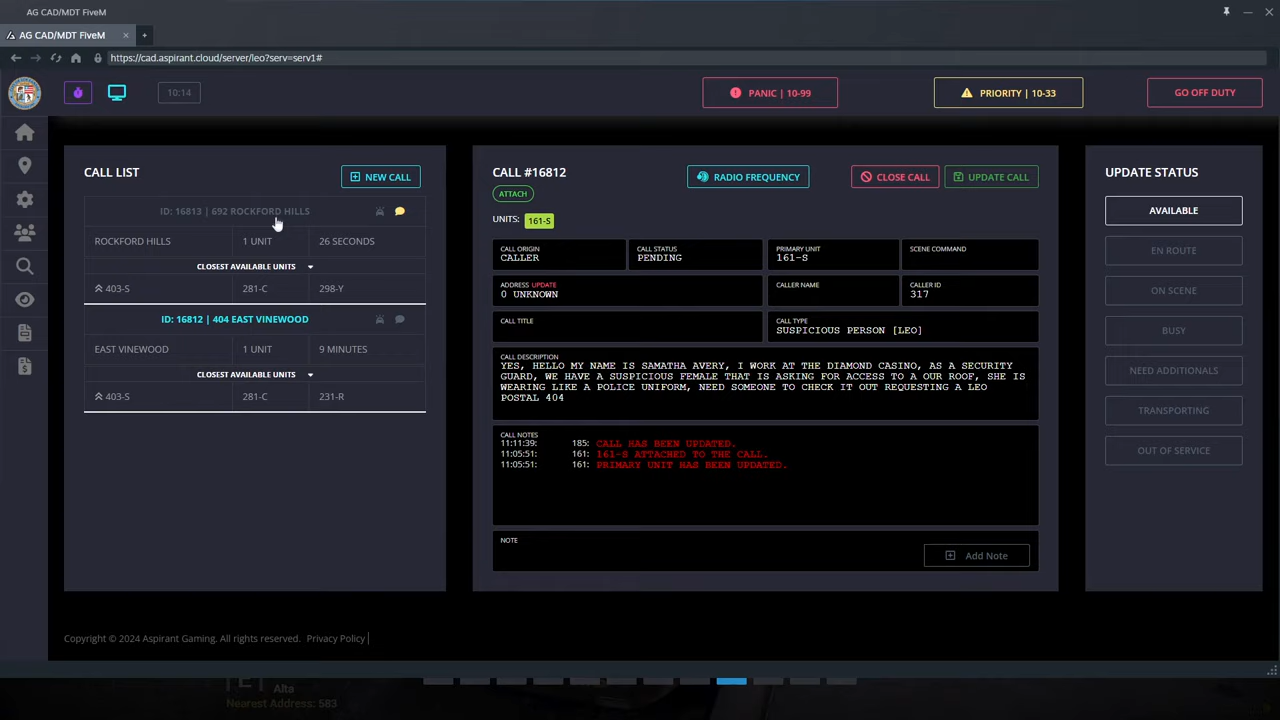 AG CAD/MDT FiveM
AG CAD/MDT FiveM
https://cad.aspirant.cloud/server/leo?serv=serv1#
10:14
PANIC | 10-99
PRIORITY | 10-33
GO OFF DUTY
CALL LIST
NEW CALL
ID: 16813 | 692 ROCKFORD HILLS
ROCKFORD HILLS 1 UNIT 26 SECONDS
CLOSEST AVAILABLE UNITS
403-S 281-C 298-Y
ID: 16812 | 404 EAST VINEWOOD
EAST VINEWOOD 1 UNIT 9 MINUTES
CLOSEST AVAILABLE UNITS
403-S 281-C 231-R
CALL #16812
RADIO FREQUENCY
CLOSE CALL
UPDATE CALL
ATTACH
UNITS: 161-S
CALL ORIGIN
CALLER
CALL STATUS
PENDING
PRIMARY UNIT
161-S
SCENE COMMAND
ADDRESS UPDATE
0 UNKNOWN
CALLER NAME
CALLER ID
317
CALL TITLE
CALL TYPE
SUSPICIOUS PERSON [LEO]
CALL DESCRIPTION
YES, HELLO MY NAME IS SAMATHA AVERY, I WORK AT THE DIAMOND CASINO, AS A SECURITY
GUARD, WE HAVE A SUSPICIOUS FEMALE THAT IS ASKING FOR ACCESS TO A OUR ROOF, SHE IS
WEARING LIKE A POLICE UNIFORM, NEED SOMEONE TO CHECK IT OUT REQUESTING A LEO
POSTAL 404
CALL NOTES
11:11:39: 185: CALL HAS BEEN UPDATED.
11:05:51: 161: 161-S ATTACHED TO THE CALL.
11:05:51: 161: PRIMARY UNIT HAS BEEN UPDATED.
NOTE
Add Note
UPDATE STATUS
AVAILABLE
EN ROUTE
ON SCENE
BUSY
NEED ADDITIONALS
TRANSPORTING
OUT OF SERVICE
Copyright © 2024 Aspirant Gaming. All rights reserved. Privacy Policy |
Alta
Nearest Address: 583